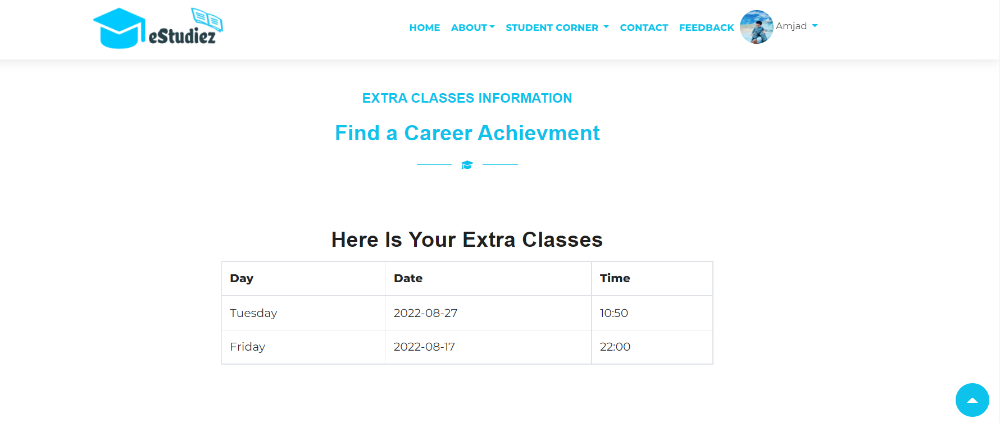 eStudiez
HOME ABOUT STUDENT CORNER CONTACT FEEDBACK Amjad
EXTRA CLASSES INFORMATION
Find a Career Achievment
Here Is Your Extra Classes
Day Date Time
Tuesday 2022-08-27 10:50
Friday 2022-08-17 22:00